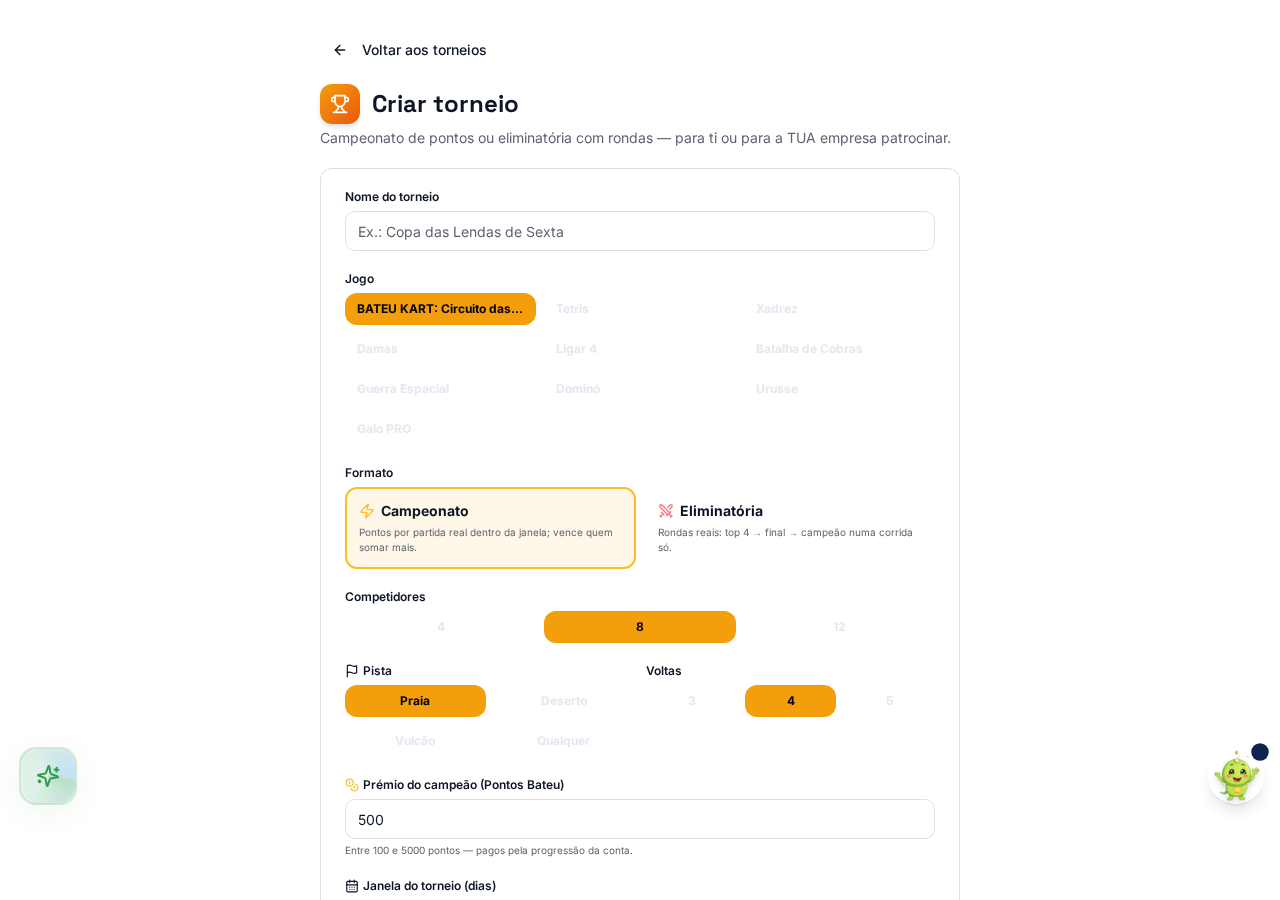 Voltar aos torneios
Criar torneio
Campeonato de pontos ou eliminatória com rondas — para ti ou para a TUA empresa patrocinar.
Nome do torneio
Ex.: Copa das Lendas de Sexta
Jogo
BATEU KART: Circuito das...
Tetris
Xadrez
Damas
Ligar 4
Batalha de Cobras
Guerra Espacial
Dominó
Urusse
Galo PRO
Formato
Campeonato
Pontos por partida real dentro da janela; vence quem
somar mais.
Eliminatória
Rondas reais: top 4 → final → campeão numa corrida
só.
Competidores
4
8
12
Pista
Praia
Deserto
Vulcão
Qualquer
Voltas
3
4
5
Prémio do campeão (Pontos Bateu)
500
Entre 100 e 5000 pontos — pagos pela progressão da conta.
Janela do torneio (dias)